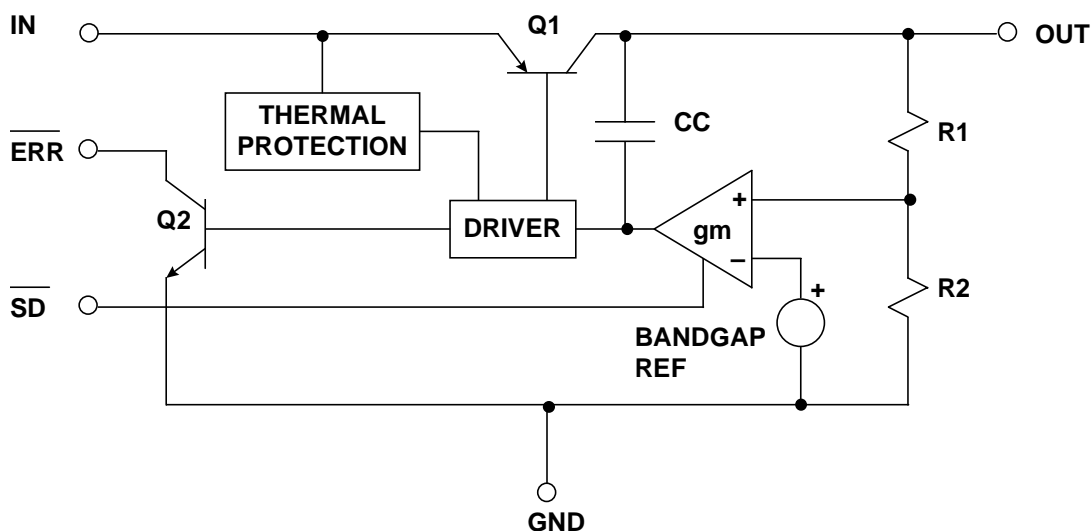 IN
Q1
OUT
THERMAL
PROTECTION
CC
R1
ERR
Q2
DRIVER
gm
+
−
SD
+
R2
BANDGAP
REF
GND